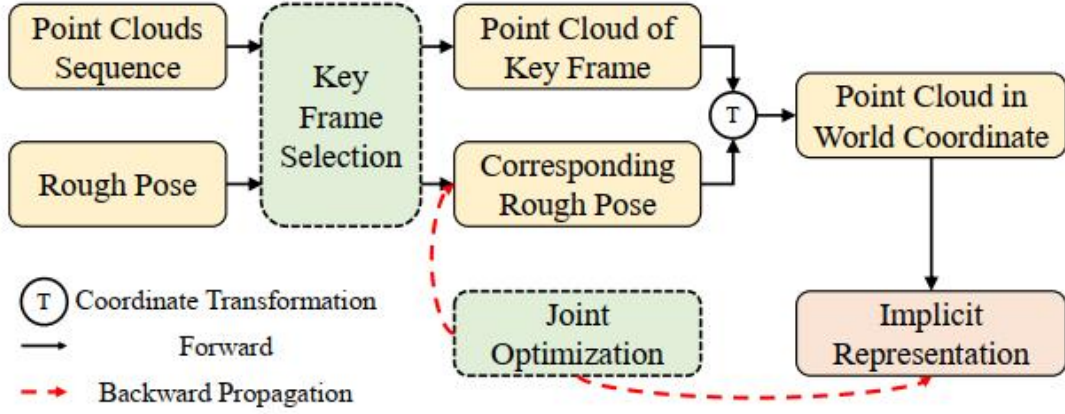 Point Clouds
Sequence
Key
Frame
Selection
Point Cloud of
Key Frame
T
Point Cloud in
World Coordinate
Rough Pose
Corresponding
Rough Pose
T Coordinate Transformation
Forward
Backward Propagation
Joint
Optimization
Implicit
Representation